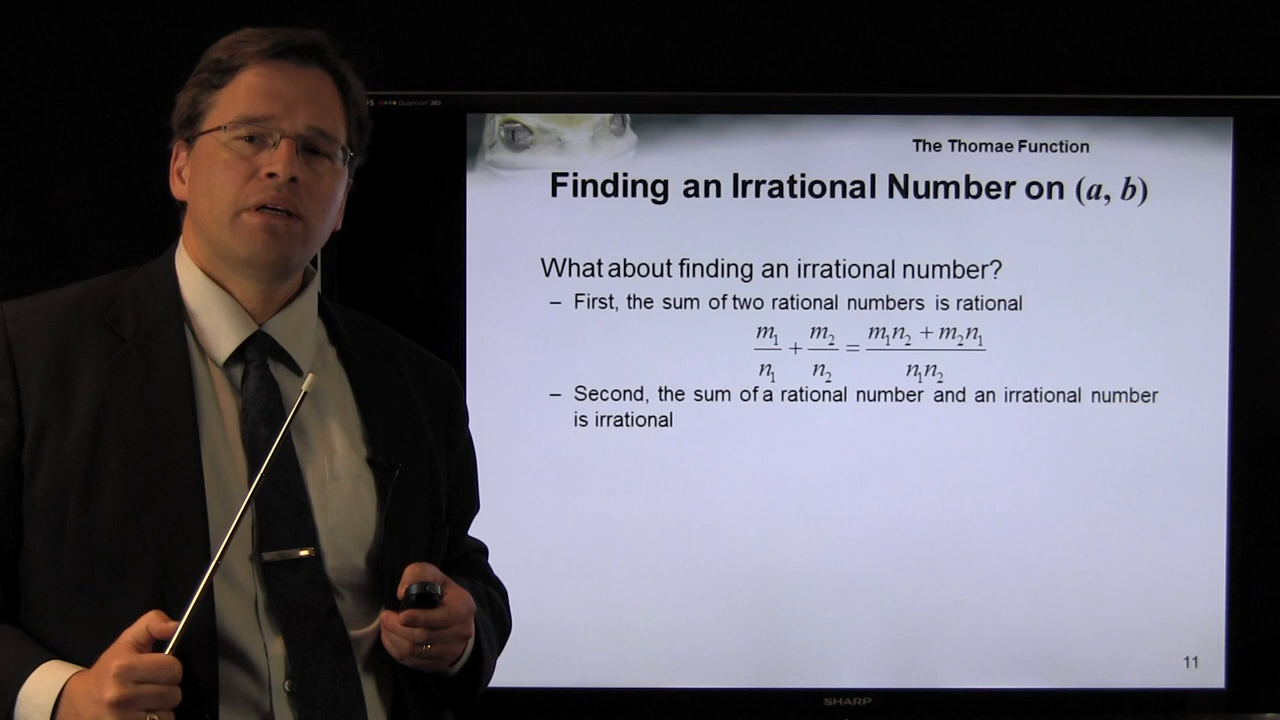 Quattron 3D
The Thomae Function
Finding an Irrational Number on (a, b)
What about finding an irrational number?
– First, the sum of two rational numbers is rational
m₁/n₁ + m₂/n₂ = (m₁n₂ + m₂n₁)/(n₁n₂)
– Second, the sum of a rational number and an irrational number
is irrational
11
SHARP